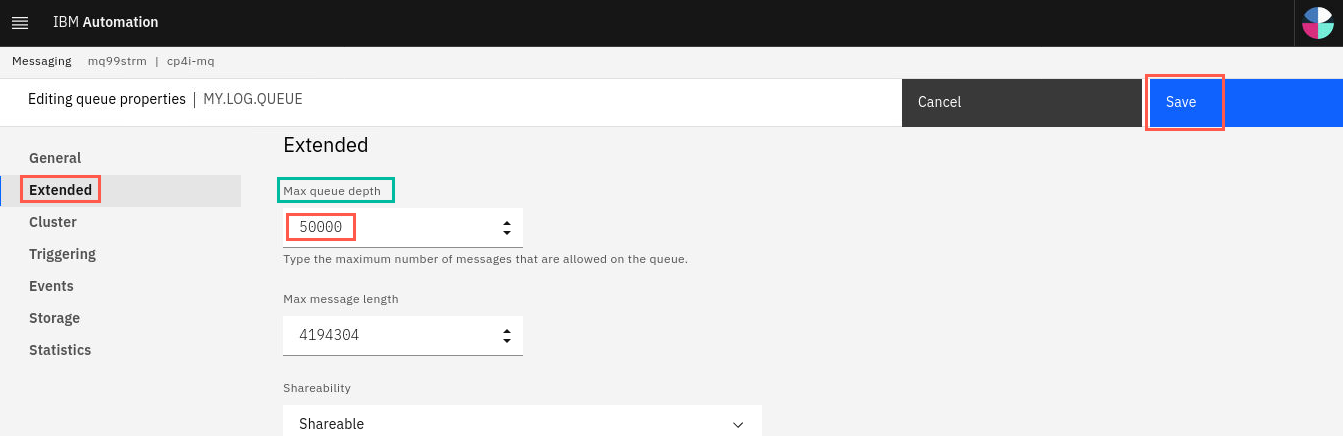 IBM Automation
Messaging mq99strm | cp4i-mq
Editing queue properties | MY.LOG.QUEUE
Cancel
Save
General
Extended
Cluster
Triggering
Events
Storage
Statistics
Extended
Max queue depth
50000
Type the maximum number of messages that are allowed on the queue.
Max message length
4194304
Shareability
Shareable